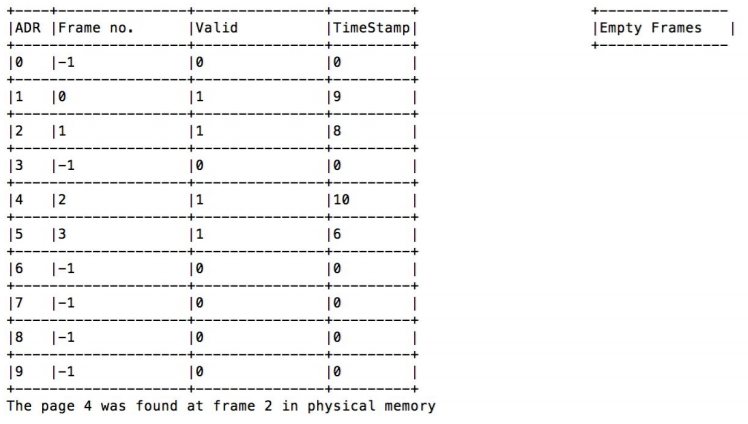 +----+-------------------+-------------+--------+ +---------------
|ADR |Frame no. |Valid |TimeStamp| |Empty Frames |
+----+-------------------+-------------+--------+ +---------------
|0 |-1 |0 |0 |
+------------------------+-------------+--------+
|1 |0 |1 |9 |
+------------------------+-------------+--------+
|2 |1 |1 |8 |
+------------------------+-------------+--------+
|3 |-1 |0 |0 |
+------------------------+-------------+--------+
|4 |2 |1 |10 |
+------------------------+-------------+--------+
|5 |3 |1 |6 |
+------------------------+-------------+--------+
|6 |-1 |0 |0 |
+------------------------+-------------+--------+
|7 |-1 |0 |0 |
+------------------------+-------------+--------+
|8 |-1 |0 |0 |
+------------------------+-------------+--------+
|9 |-1 |0 |0 |
+------------------------+-------------+--------+
The page 4 was found at frame 2 in physical memory